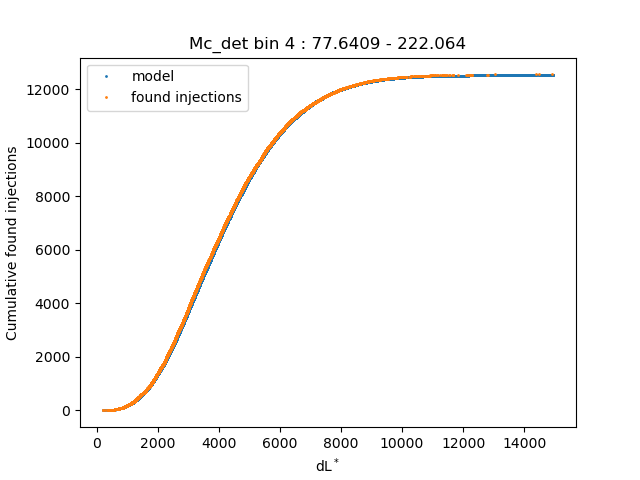 Mc_det bin 4 : 77.6409 - 222.064
model
found injections
Cumulative found injections
12000
10000
8000
6000
4000
2000
0
0 2000 4000 6000 8000 10000 12000 14000
dL*